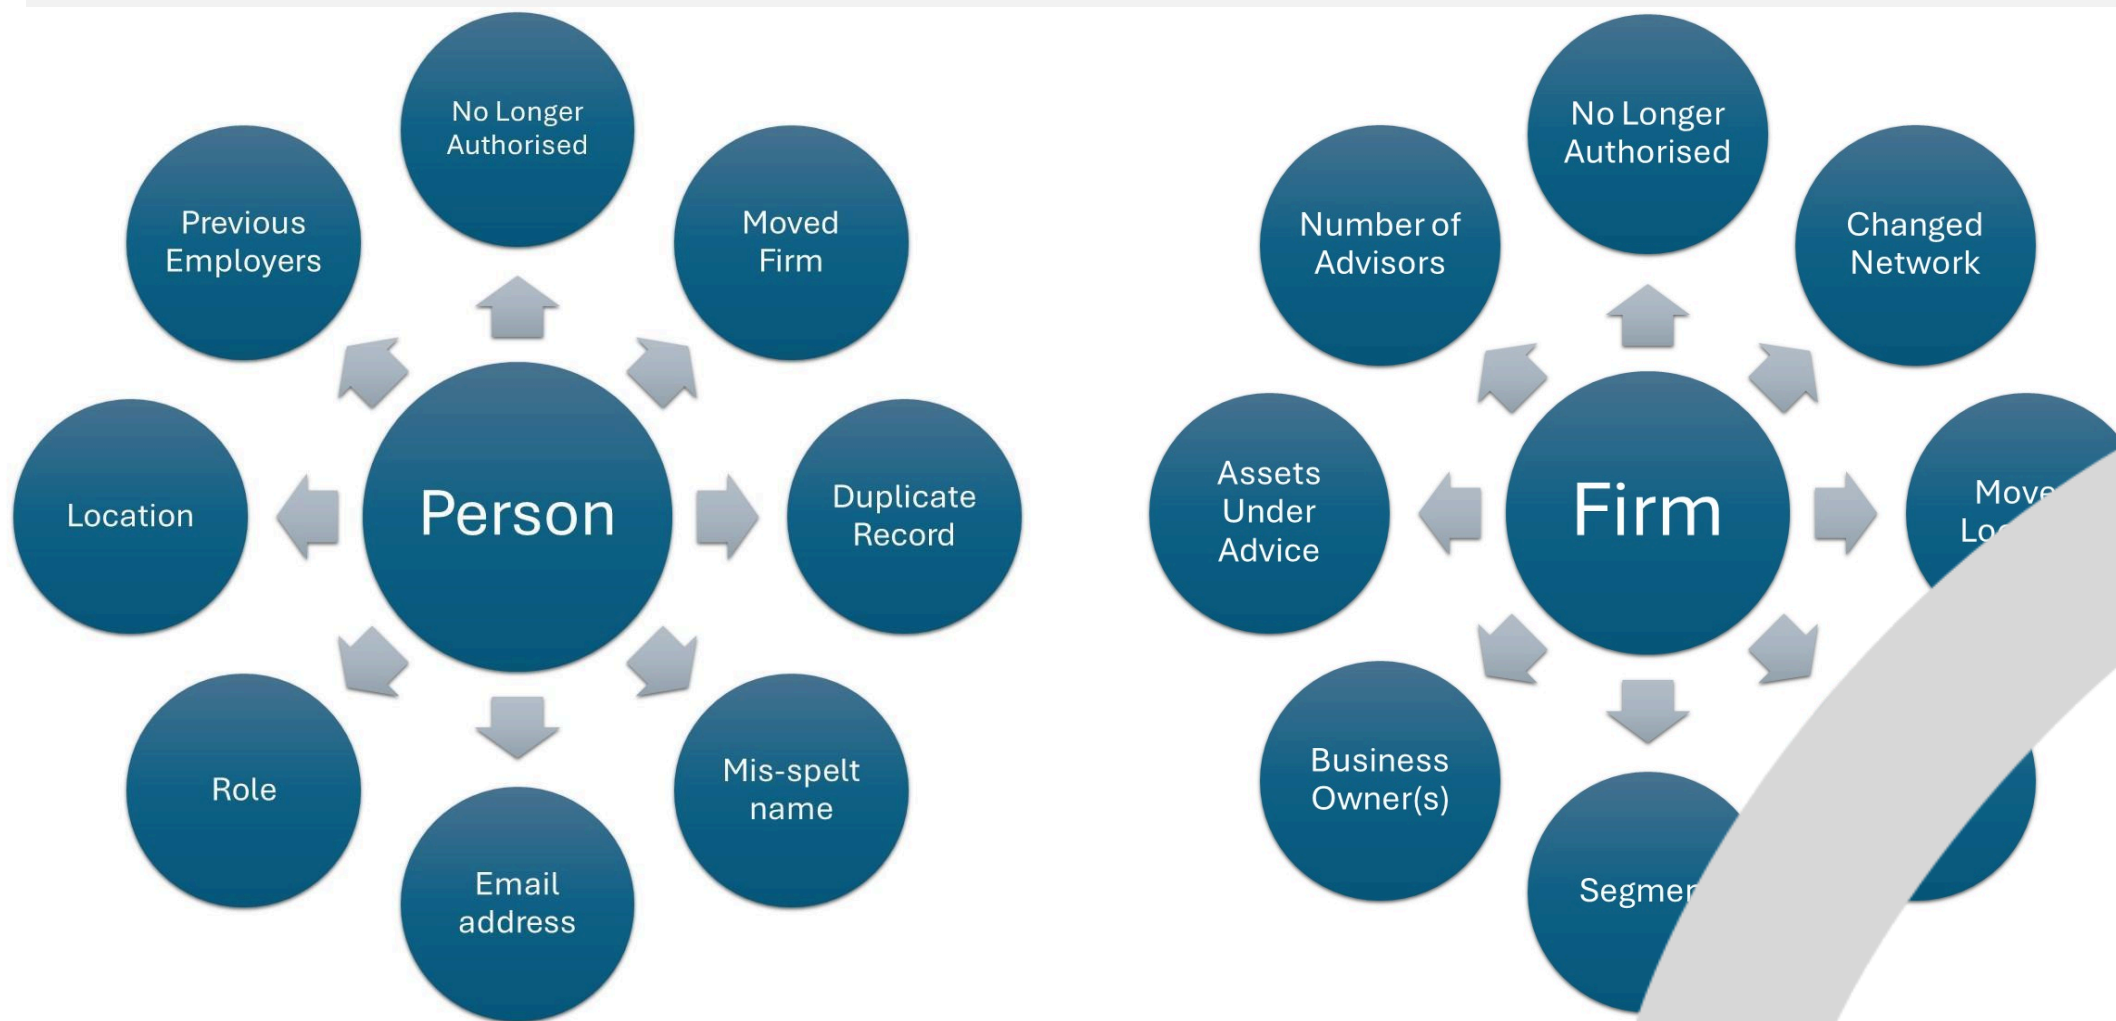 No Longer
Authorised
Moved
Firm
Duplicate
Record
Mis-spelt
name
Email
address
Role
Location
Previous
Employers
Person
No Longer
Authorised
Changed
Network
Business
Owner(s)
Assets
Under
Advice
Number of
Advisors
Firm